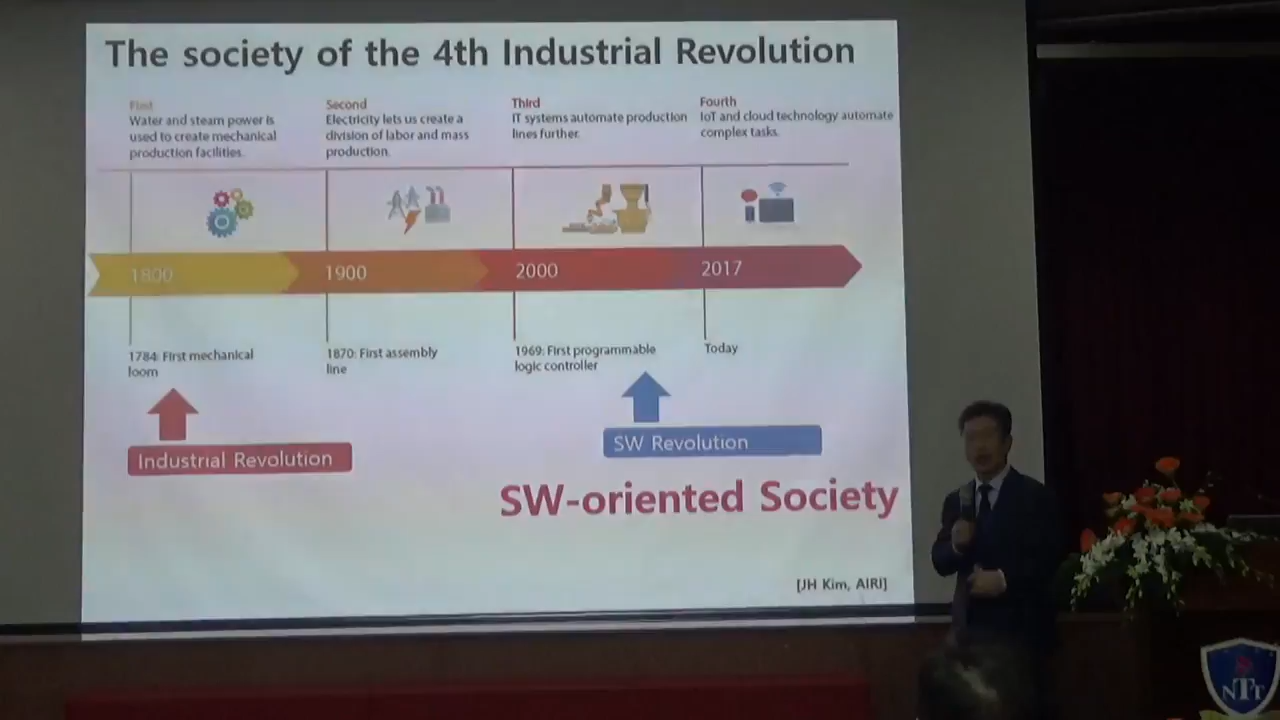 The society of the 4th Industrial Revolution
First
Water and steam power is
used to create mechanical
production facilities.
Second
Electricity lets us create a
division of labor and mass
production.
Third
IT systems automate production
lines further.
Fourth
IoT and cloud technology automate
complex tasks.
1800
1900
2000
2017
1784: First mechanical
loom
1870: First assembly
line
1969: First programmable
logic controller
Today
Industrial Revolution
SW Revolution
SW-oriented Society
[JH Kim, AIRI]
NTT